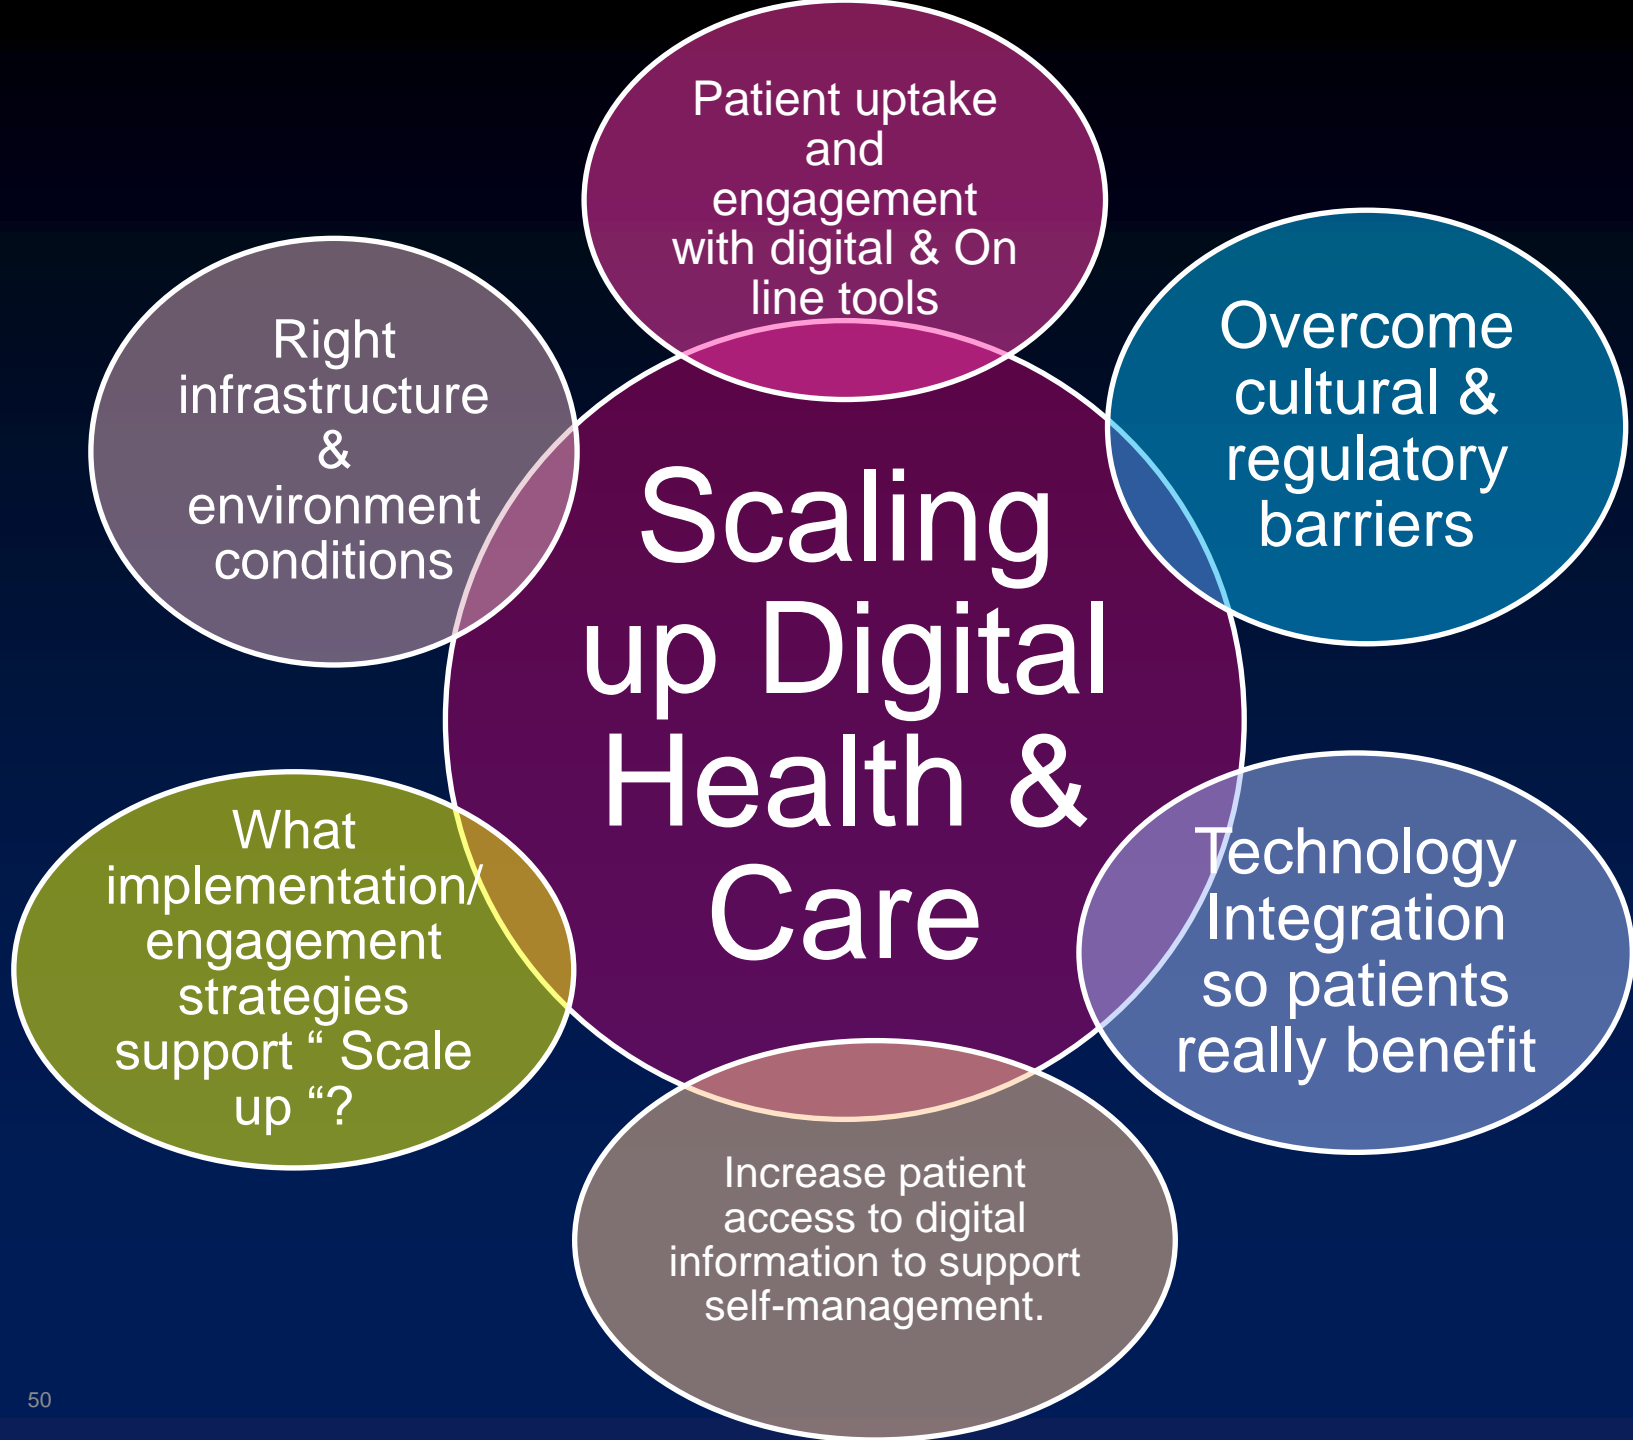 Patient uptake
and
engagement
with digital & On
line tools
Overcome
cultural &
regulatory
barriers
Technology
Integration
so patients
really benefit
Increase patient
access to digital
information to support
self-management.
What
implementation/
engagement
strategies
support “ Scale
up “?
Right
infrastructure
&
environment
conditions
Scaling
up Digital
Health &
Care
50